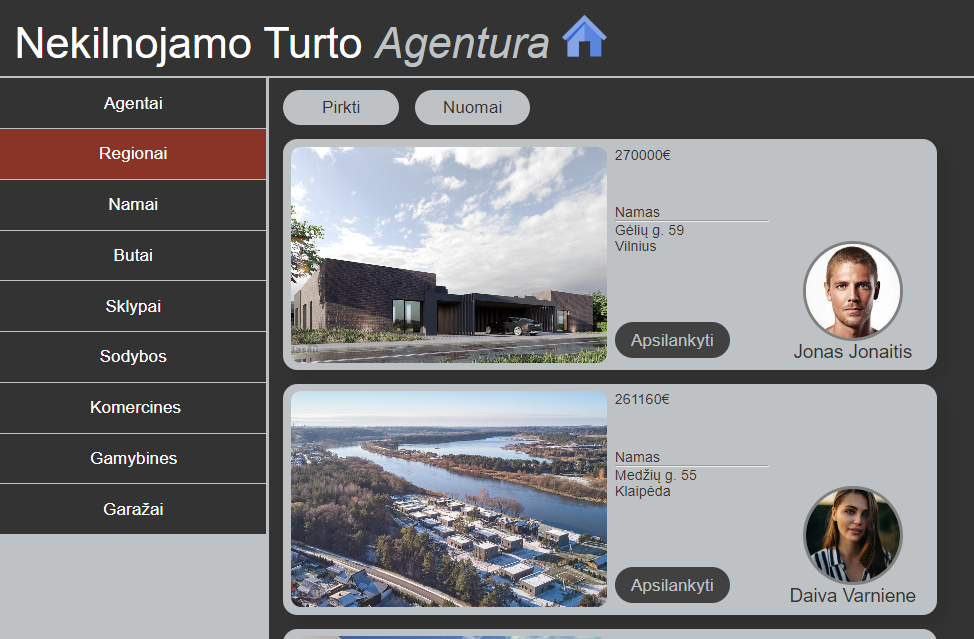 Nekilnojamo Turto Agentura
Agentai
Regionai
Namai
Butai
Sklypai
Sodybos
Komercines
Gamybines
Garažai
Pirkti
Nuomai
270000€
Namas
Gėlių g. 59
Vilnius
Apsilankyti
Jonas Jonaitis
261160€
Namas
Medžių g. 55
Klaipėda
Apsilankyti
Daiva Varniene